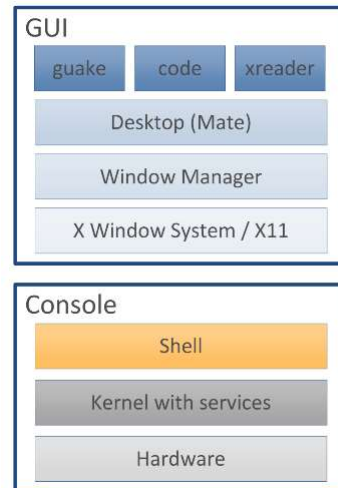 GUI
guake code xreader
Desktop (Mate)
Window Manager
X Window System / X11
Console
Shell
Kernel with services
Hardware